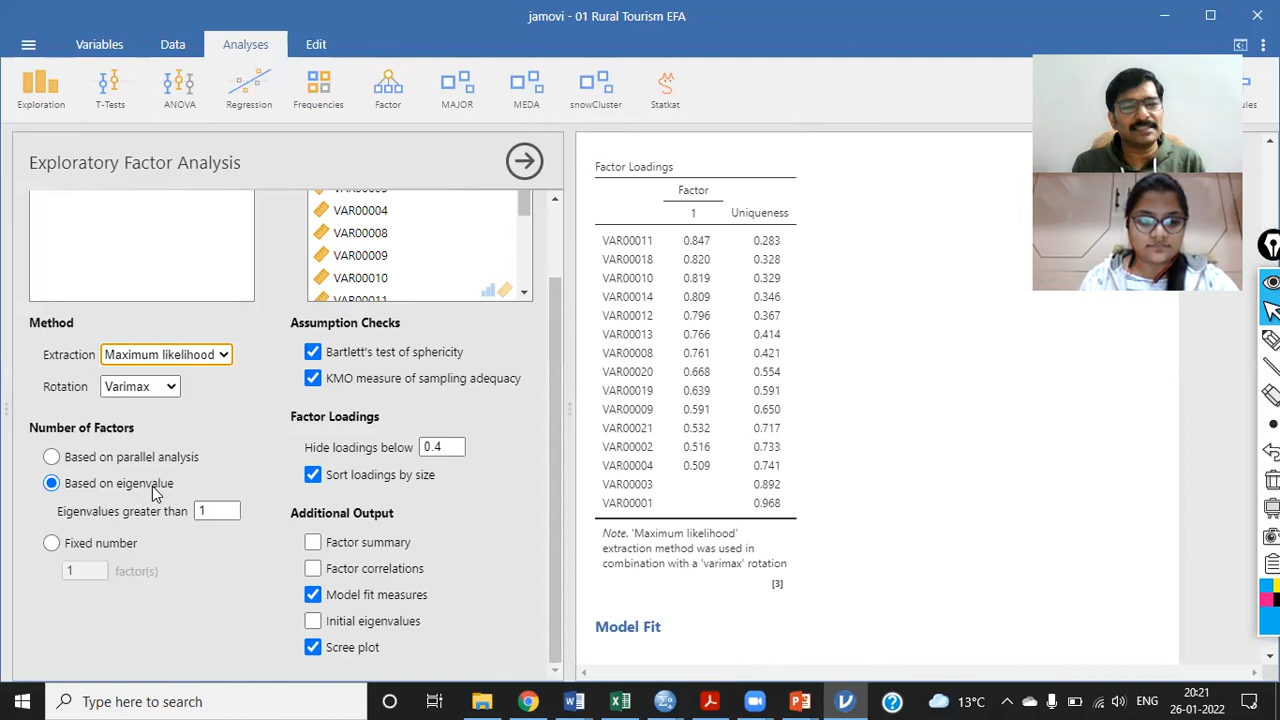 jamovi - 01 Rural Tourism EFA
Variables Data Analyses Edit
Exploration T-Tests ANOVA Regression Frequencies Factor MAJOR MEDA snowCluster Statkat
Exploratory Factor Analysis
VAR00004
VAR00008
VAR00009
VAR00010
VAR00011
Method
Extraction Maximum likelihood
Rotation Varimax
Number of Factors
Based on parallel analysis
Based on eigenvalue
Eigenvalues greater than 1
Fixed number
1 factor(s)
Assumption Checks
Bartlett's test of sphericity
KMO measure of sampling adequacy
Factor Loadings
Hide loadings below 0.4
Sort loadings by size
Additional Output
Factor summary
Factor correlations
Model fit measures
Initial eigenvalues
Scree plot
Factor Loadings
Factor
1 Uniqueness
VAR00011 0.847 0.283
VAR00018 0.820 0.328
VAR00010 0.819 0.329
VAR00014 0.809 0.346
VAR00012 0.796 0.367
VAR00013 0.766 0.414
VAR00008 0.761 0.421
VAR00020 0.668 0.554
VAR00019 0.639 0.591
VAR00009 0.591 0.650
VAR00021 0.532 0.717
VAR00002 0.516 0.733
VAR00004 0.509 0.741
VAR00003 0.892
VAR00001 0.968
Note. 'Maximum likelihood'
extraction method was used in
combination with a 'varimax' rotation
[3]
Model Fit
Type here to search
13°C ENG
20:21
26-01-2022